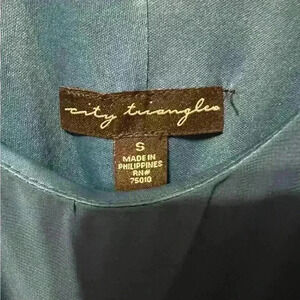 city triangles
S
MADE IN
PHILIPPINES
RN#
75010